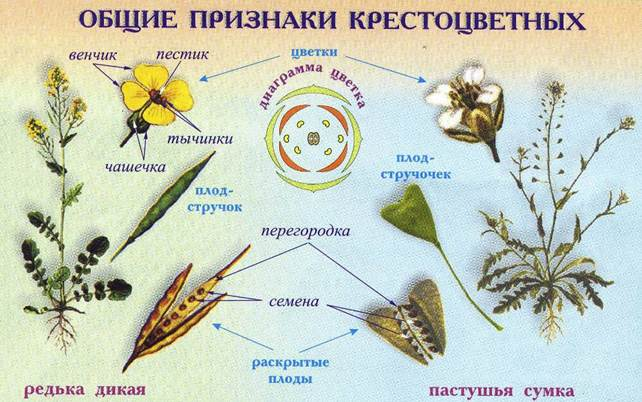 ОБЩИЕ ПРИЗНАКИ КРЕСТОЦВЕТНЫХ
венчик
пестик
цветки
диаграмма цветка
тычинки
чашечка
плод-
стручок
плод-
стручочек
перегородка
семена
раскрытые
плоды
редька дикая
пастушья сумка